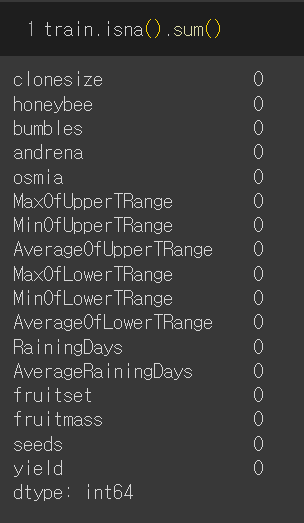 1 train.isna().sum()
clonesize 0
honeybee 0
bumbles 0
andrena 0
osmia 0
MaxOfUpperTRange 0
MinOfUpperTRange 0
AverageOfUpperTRange 0
MaxOfLowerTRange 0
MinOfLowerTRange 0
AverageOfLowerTRange 0
RainingDays 0
AverageRainingDays 0
fruitset 0
fruitmass 0
seeds 0
yield 0
dtype: int64